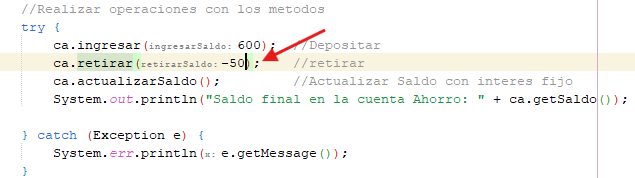 //Realizar operaciones con los metodos
try {
ca.ingresar(ingresarSaldo: 600); //Depositar
ca.retirar(retirarSaldo: -50); //retirar
ca.actualizarSaldo(); //Actualizar Saldo con interes fijo
System.out.println("Saldo final en la cuenta Ahorro: " + ca.getSaldo());
} catch (Exception e) {
System.err.println(x: e.getMessage());
}